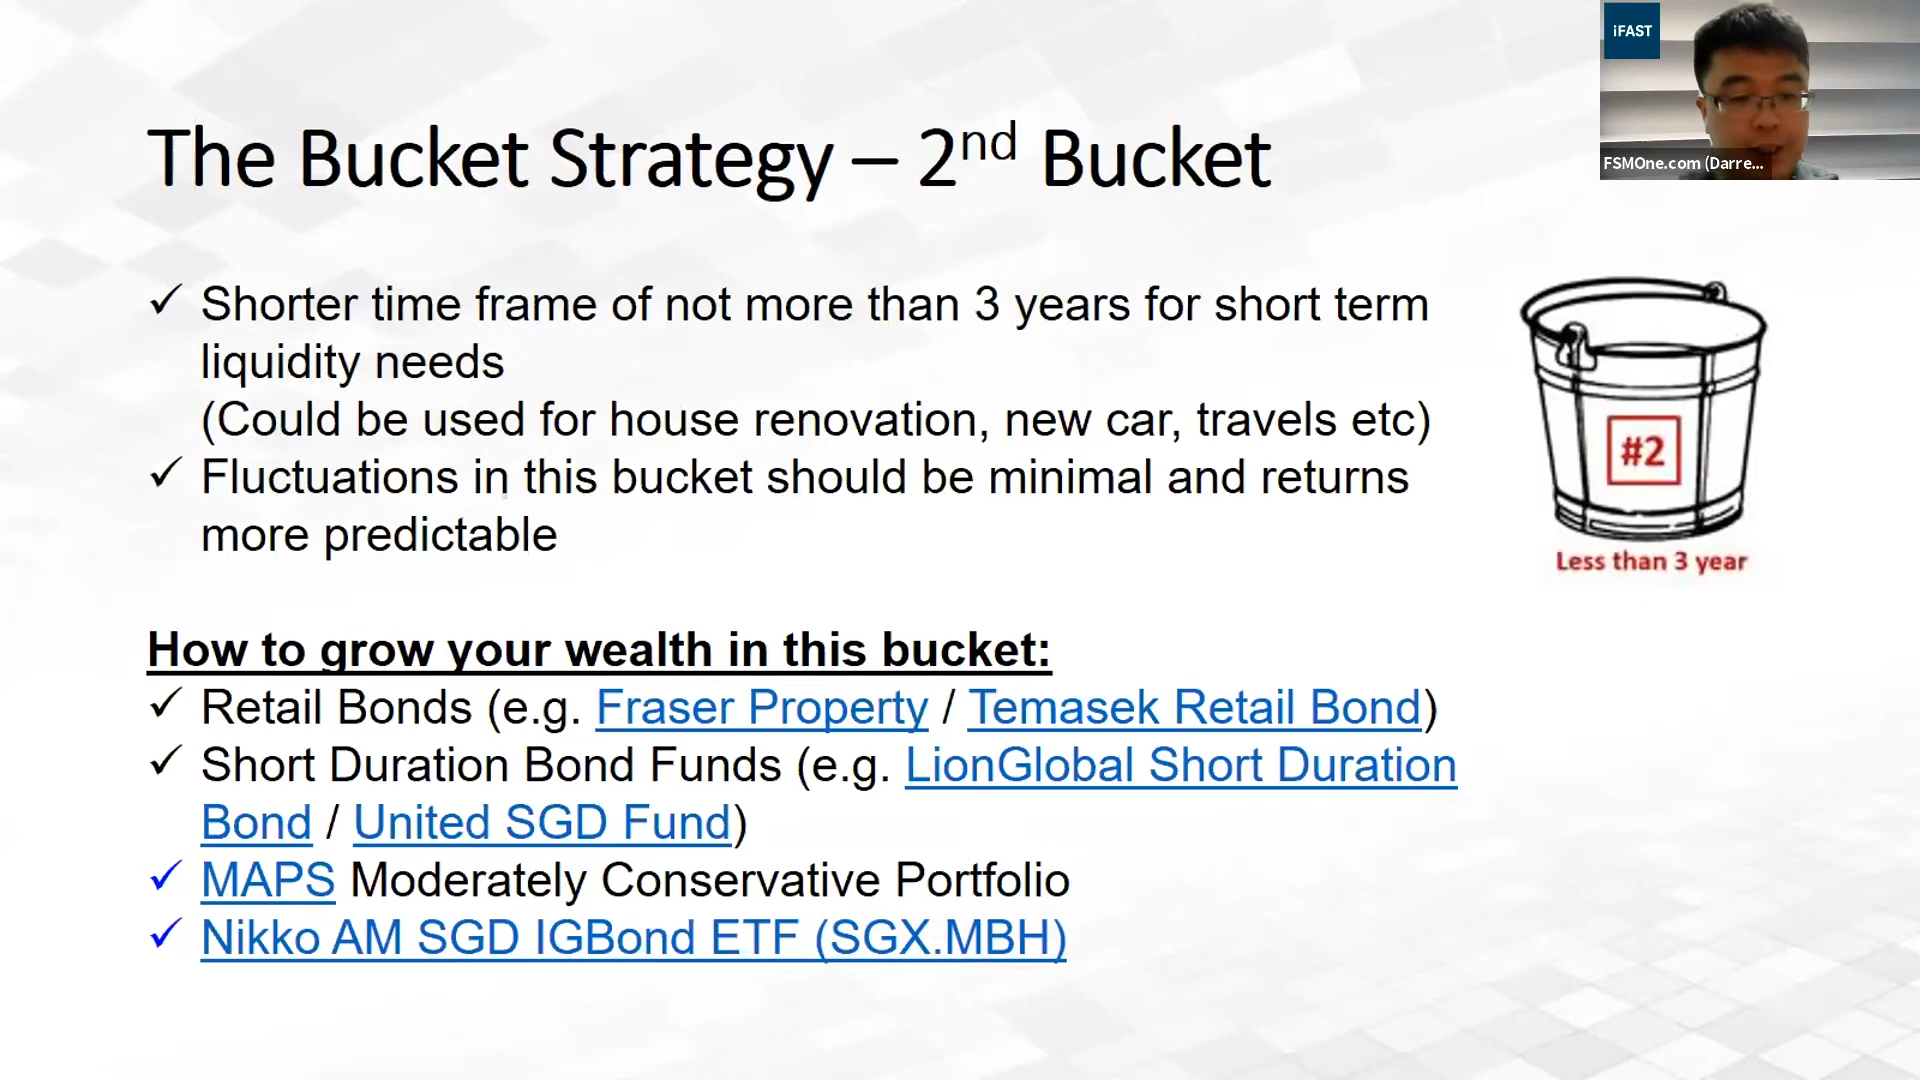 iFAST
FSMOne.com (Darre...
The Bucket Strategy – 2nd Bucket
✓ Shorter time frame of not more than 3 years for short term
liquidity needs
(Could be used for house renovation, new car, travels etc)
✓ Fluctuations in this bucket should be minimal and returns
more predictable
#2
Less than 3 year
How to grow your wealth in this bucket:
✓ Retail Bonds (e.g. Fraser Property / Temasek Retail Bond)
✓ Short Duration Bond Funds (e.g. LionGlobal Short Duration
Bond / United SGD Fund)
✓ MAPS Moderately Conservative Portfolio
✓ Nikko AM SGD IGBond ETF (SGX.MBH)